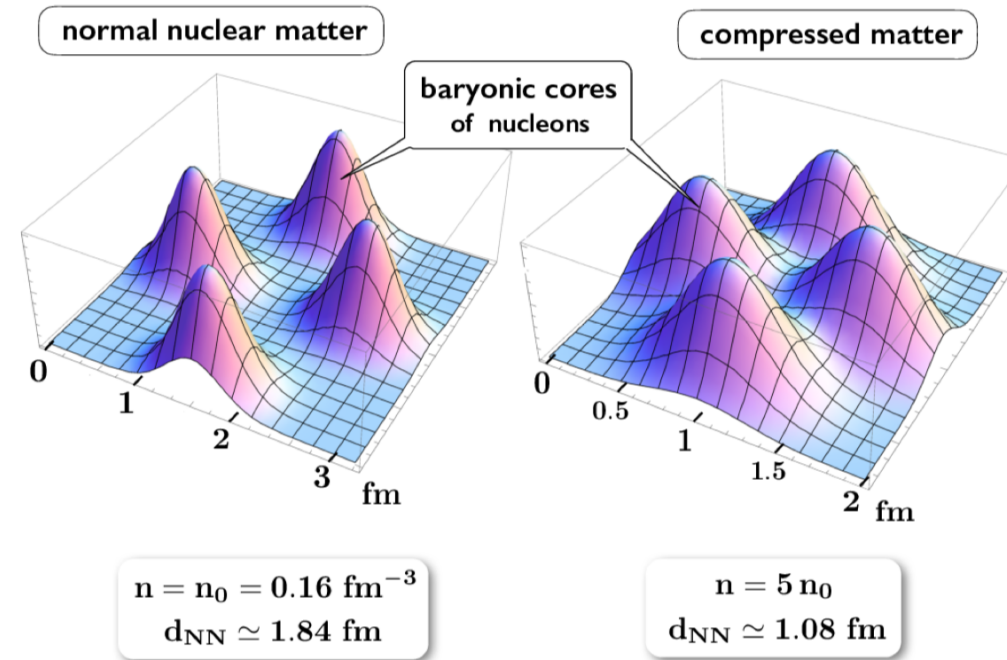 normal nuclear matter
compressed matter
baryonic cores
of nucleons
0
1
2
3
fm
0
0.5
1
1.5
2
fm
n = n₀ = 0.16 fm⁻³
d_NN ≃ 1.84 fm
n = 5 n₀
d_NN ≃ 1.08 fm